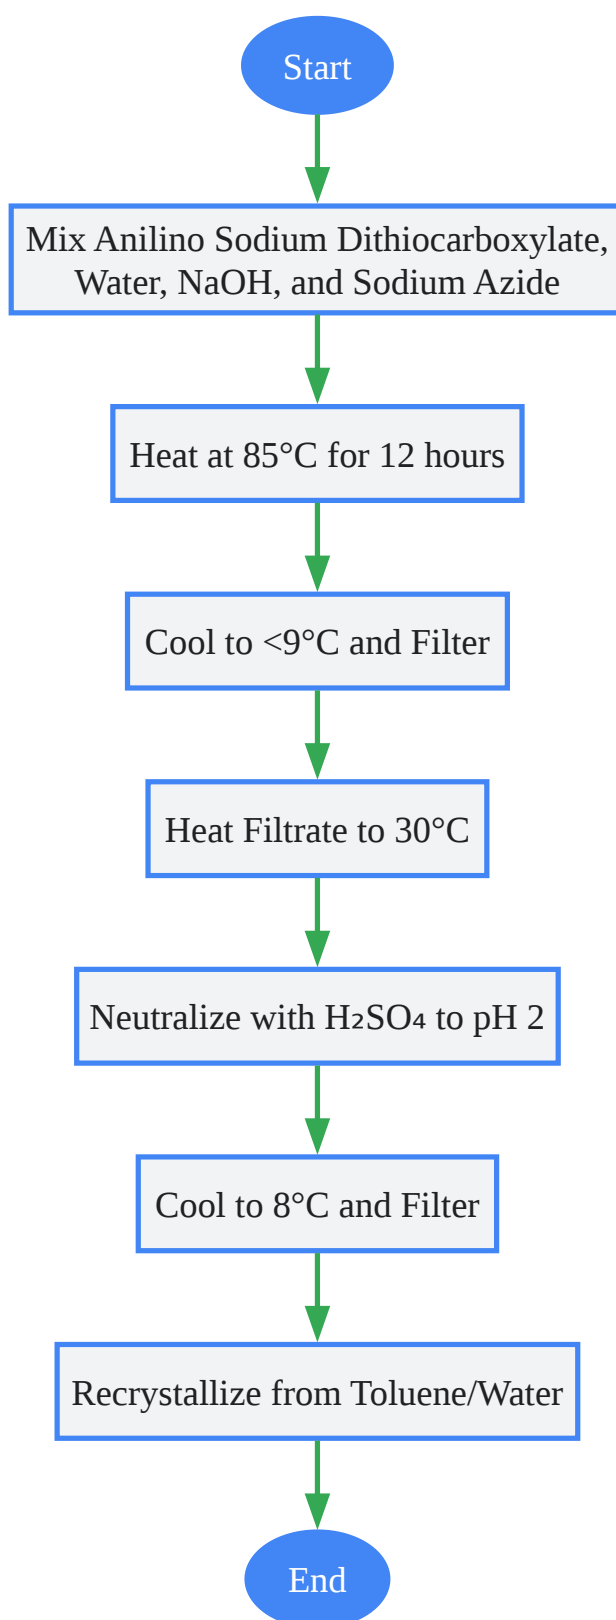 Start
Mix Anilino Sodium Dithiocarboxylate,
Water, NaOH, and Sodium Azide
Heat at 85°C for 12 hours
Cool to <9°C and Filter
Heat Filtrate to 30°C
Neutralize with H₂SO₄ to pH 2
Cool to 8°C and Filter
Recrystallize from Toluene/Water
End